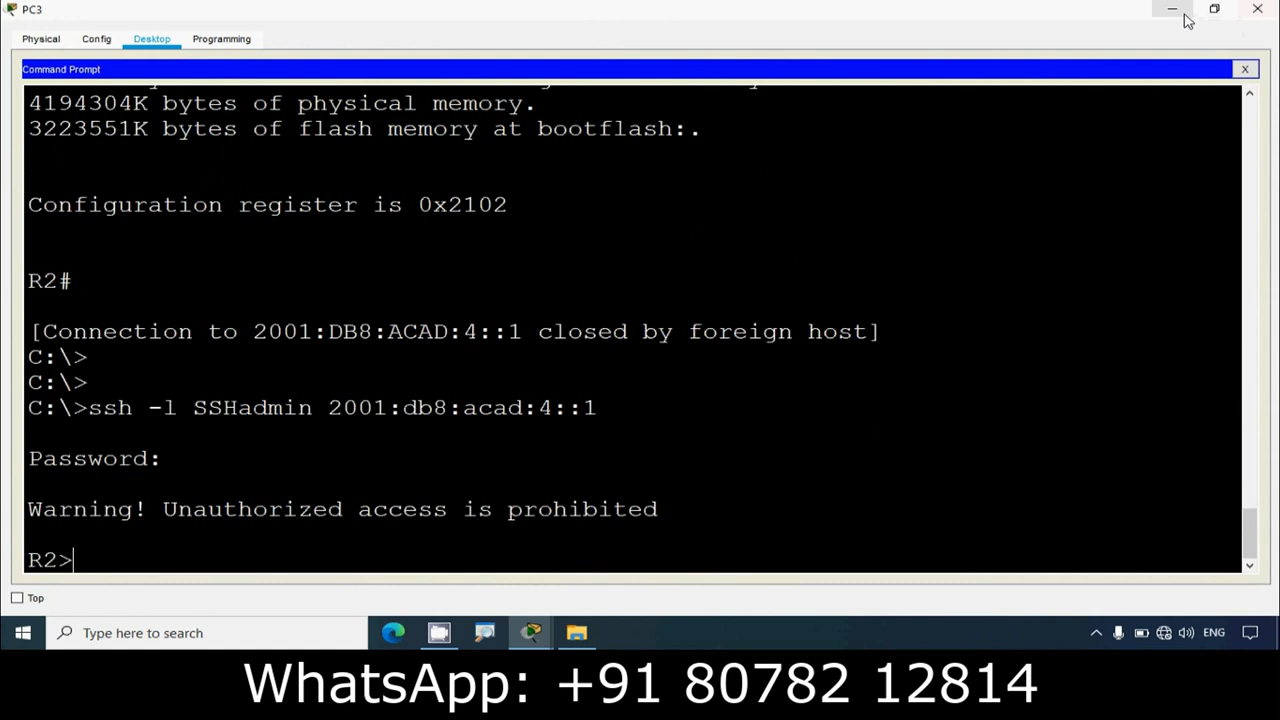 PC3
Physical Config Desktop Programming
Command Prompt X
4194304K bytes of physical memory.
3223551K bytes of flash memory at bootflash:.
Configuration register is 0x2102
R2#
[Connection to 2001:DB8:ACAD:4::1 closed by foreign host]
C:\>
C:\>
C:\>ssh -l SSHadmin 2001:db8:acad:4::1
Password:
Warning! Unauthorized access is prohibited
R2>
Top
Type here to search ENG
WhatsApp: +91 80782 12814